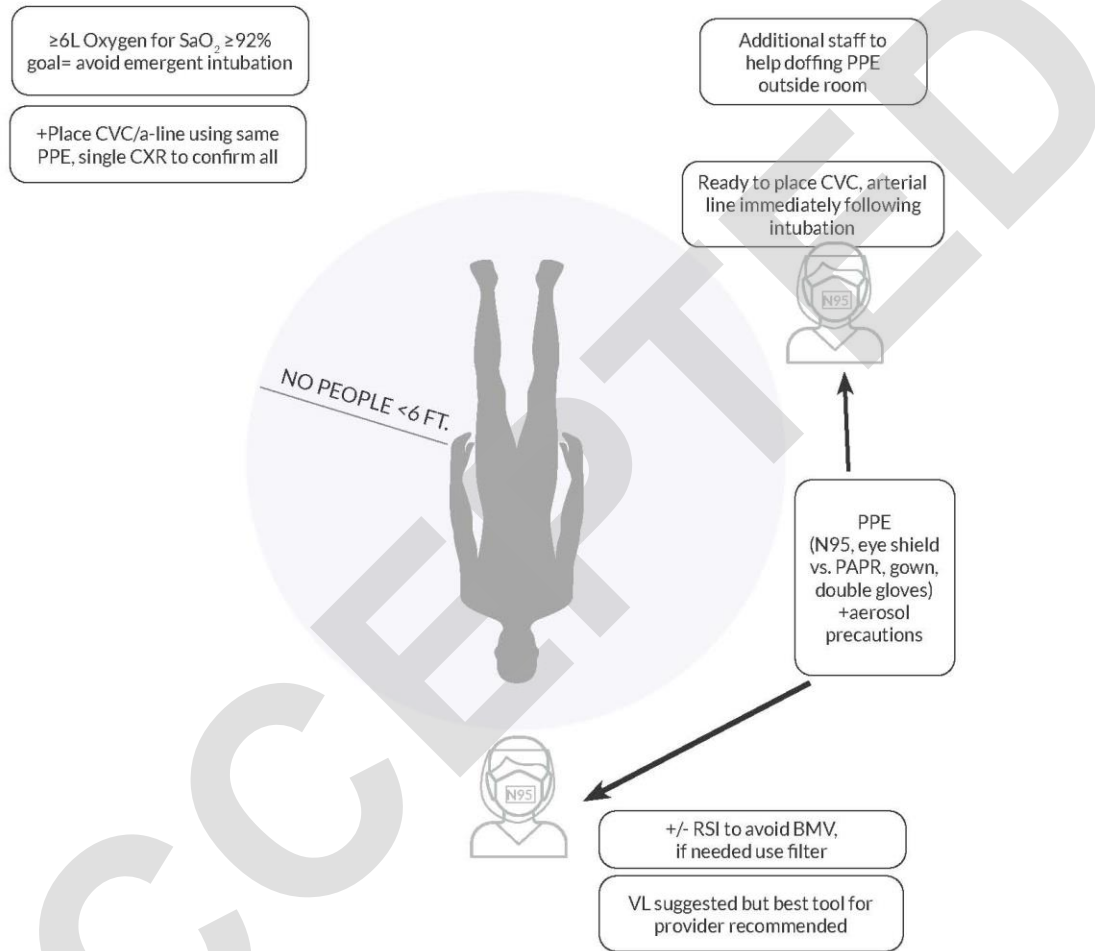 ≥6L Oxygen for SaO₂ ≥92%
goal= avoid emergent intubation
+Place CVC/a-line using same
PPE, single CXR to confirm all
Additional staff to
help doffing PPE
outside room
Ready to place CVC, arterial
line immediately following
intubation
N95
NO PEOPLE <6 FT.
PPE
(N95, eye shield
vs. PAPR, gown,
double gloves)
+aerosol
precautions
N95
+/- RSI to avoid BMV,
if needed use filter
VL suggested but best tool for
provider recommended
CCEPTED